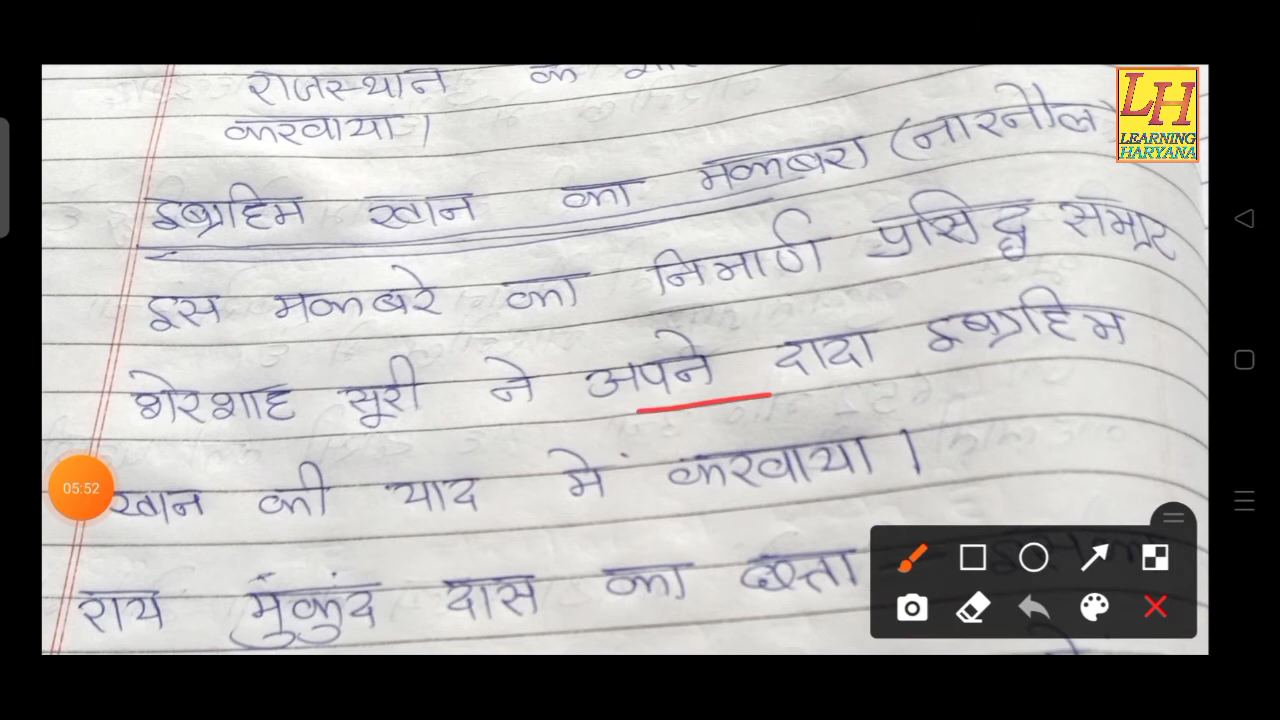 राजस्थान के
करवाया।
इब्राहिम खान का मकबरा (नारनौल
इस मकबरे का निमार्ण प्रसिद्ध सम्राट
शेरशाह सूरी ने अपने दादा इब्राहिम
खान की याद में करवाया।
राय मुंकुंद दास का छत्ता
LH
LEARNING
HARYANA
05:52